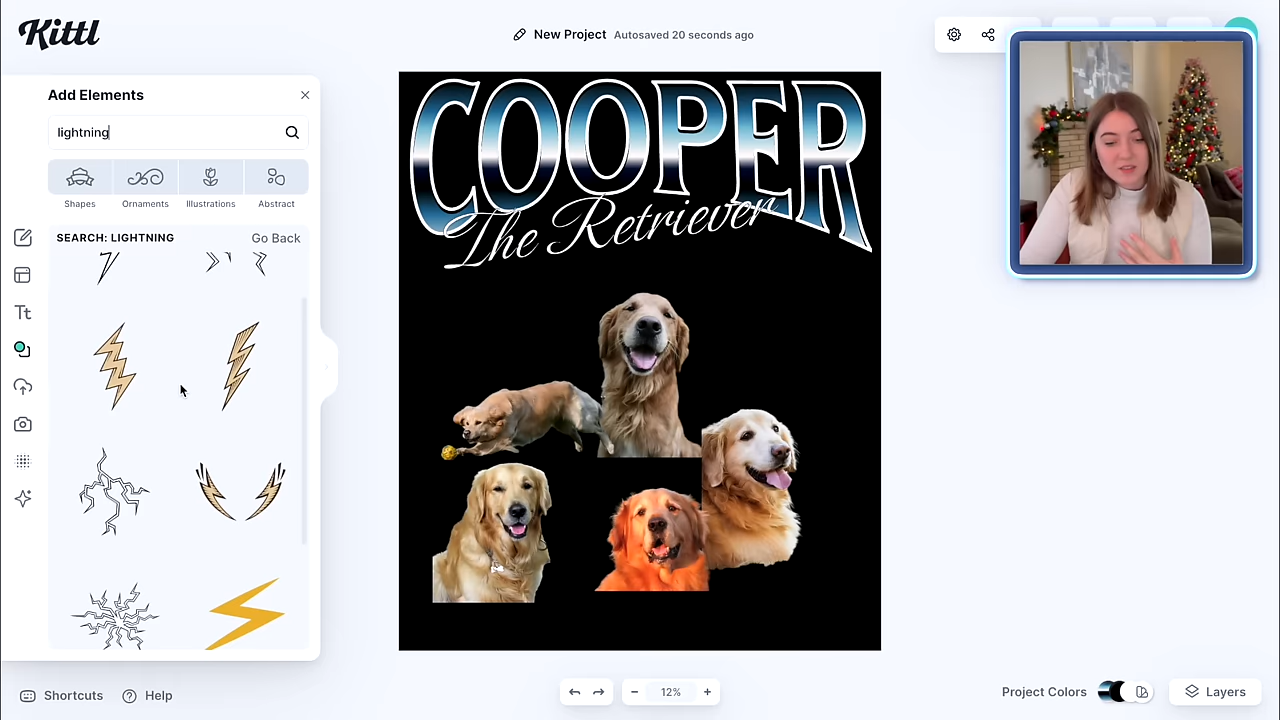 Kittl
New Project Autosaved 20 seconds ago
Add Elements
lightning
Shapes Ornaments Illustrations Abstract
SEARCH: LIGHTNING Go Back
Tt
COOPER
The Retriever
Shortcuts Help
12%
Project Colors Layers